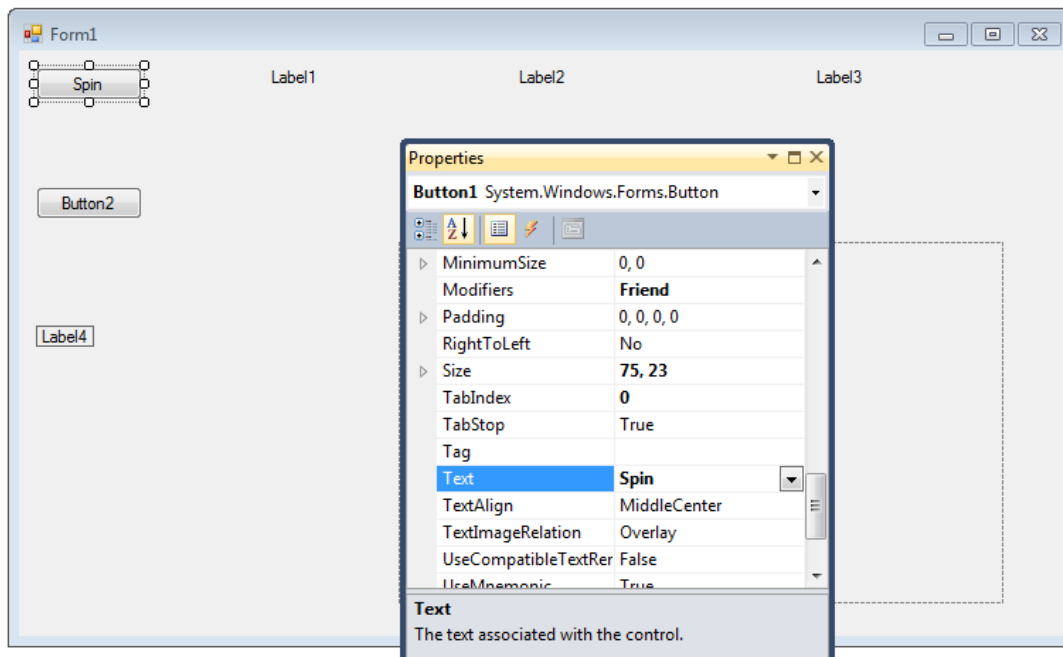 Form1
Spin
Label1
Label2
Label3
Button2
Label4
Properties
Button1 System.Windows.Forms.Button
MinimumSize 0, 0
Modifiers Friend
Padding 0, 0, 0, 0
RightToLeft No
Size 75, 23
TabIndex 0
TabStop True
Tag
Text Spin
TextAlign MiddleCenter
TextImageRelation Overlay
UseCompatibleTextRer False
UseMnemonic True
Text
The text associated with the control.